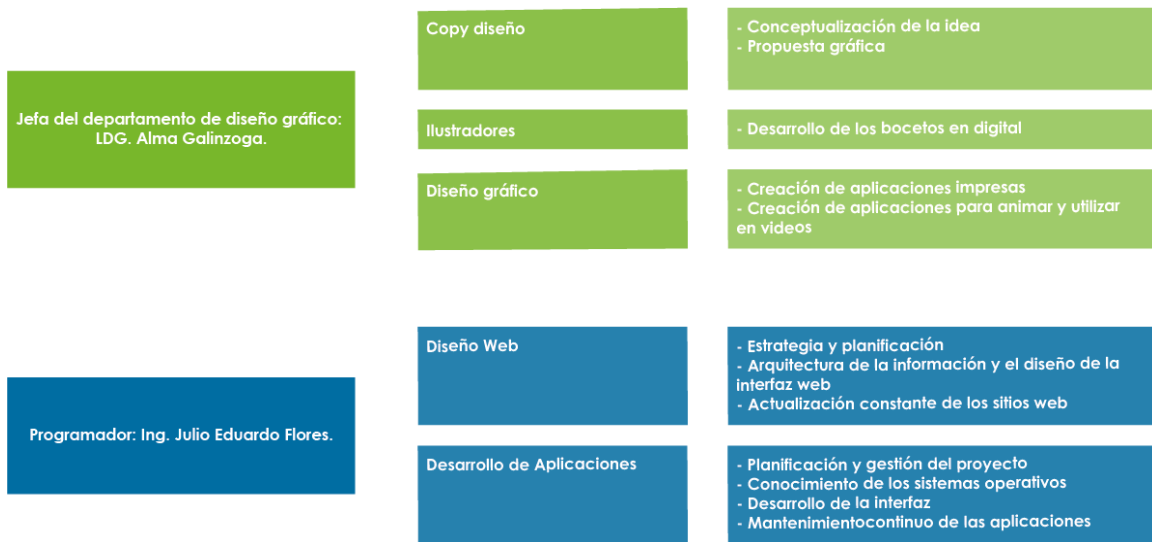 Jefa del departamento de diseño gráfico:
LDG. Alma Galinzoga.
Copy diseño
- Conceptualización de la idea
- Propuesta gráfica
Ilustradores
- Desarrollo de los bocetos en digital
Diseño gráfico
- Creación de aplicaciones impresas
- Creación de aplicaciones para animar y utilizar
en videos
Programador: Ing. Julio Eduardo Flores.
Diseño Web
- Estrategia y planificación
- Arquitectura de la información y el diseño de la
interfaz web
- Actualización constante de los sitios web
Desarrollo de Aplicaciones
- Planificación y gestión del proyecto
- Conocimiento de los sistemas operativos
- Desarrollo de la interfaz
- Mantenimientocontinuo de las aplicaciones